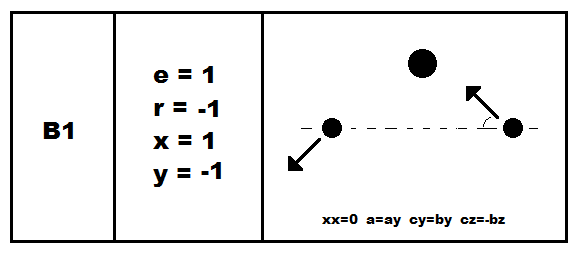 B1
e = 1
r = -1
x = 1
y = -1
xx=0 a=ay cy=by cz=-bz